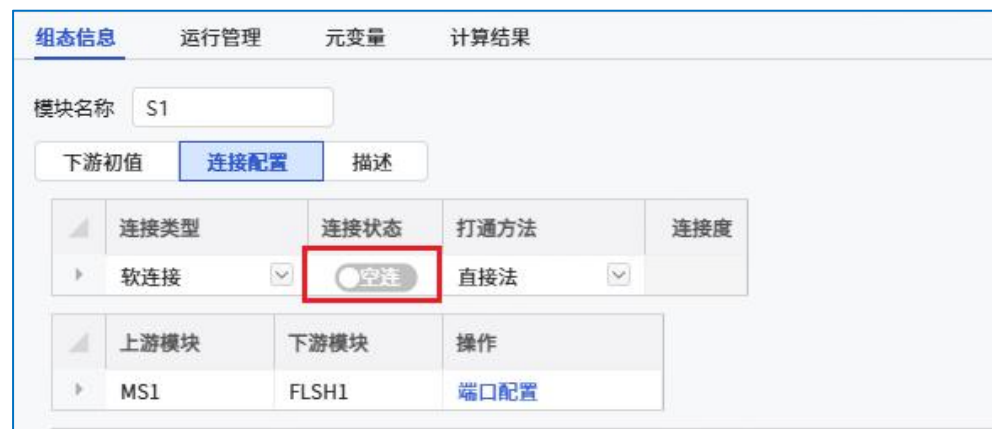 组态信息 运行管理 元变量 计算结果
模块名称 S1
下游初值 连接配置 描述
连接类型 连接状态 打通方法 连接度
软连接 空连 直接法
上游模块 下游模块 操作
MS1 FLSH1 端口配置